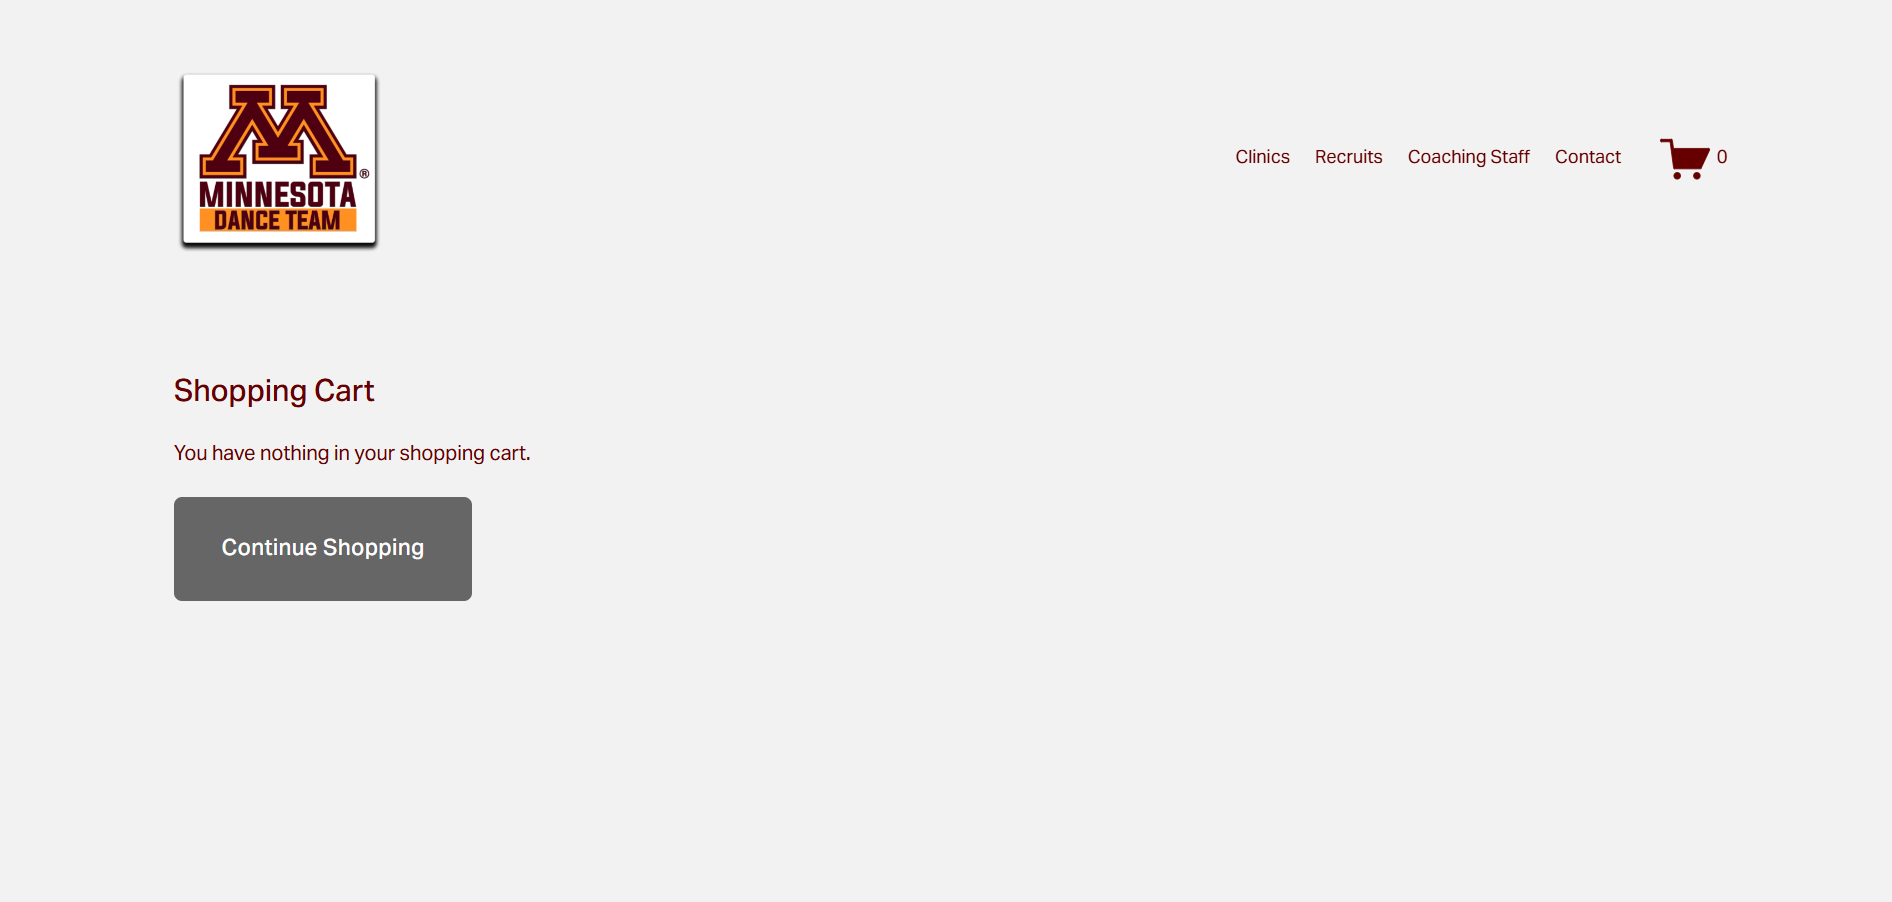 M
®
MINNESOTA
DANCE TEAM
Clinics Recruits Coaching Staff Contact 0
Shopping Cart
You have nothing in your shopping cart.
Continue Shopping